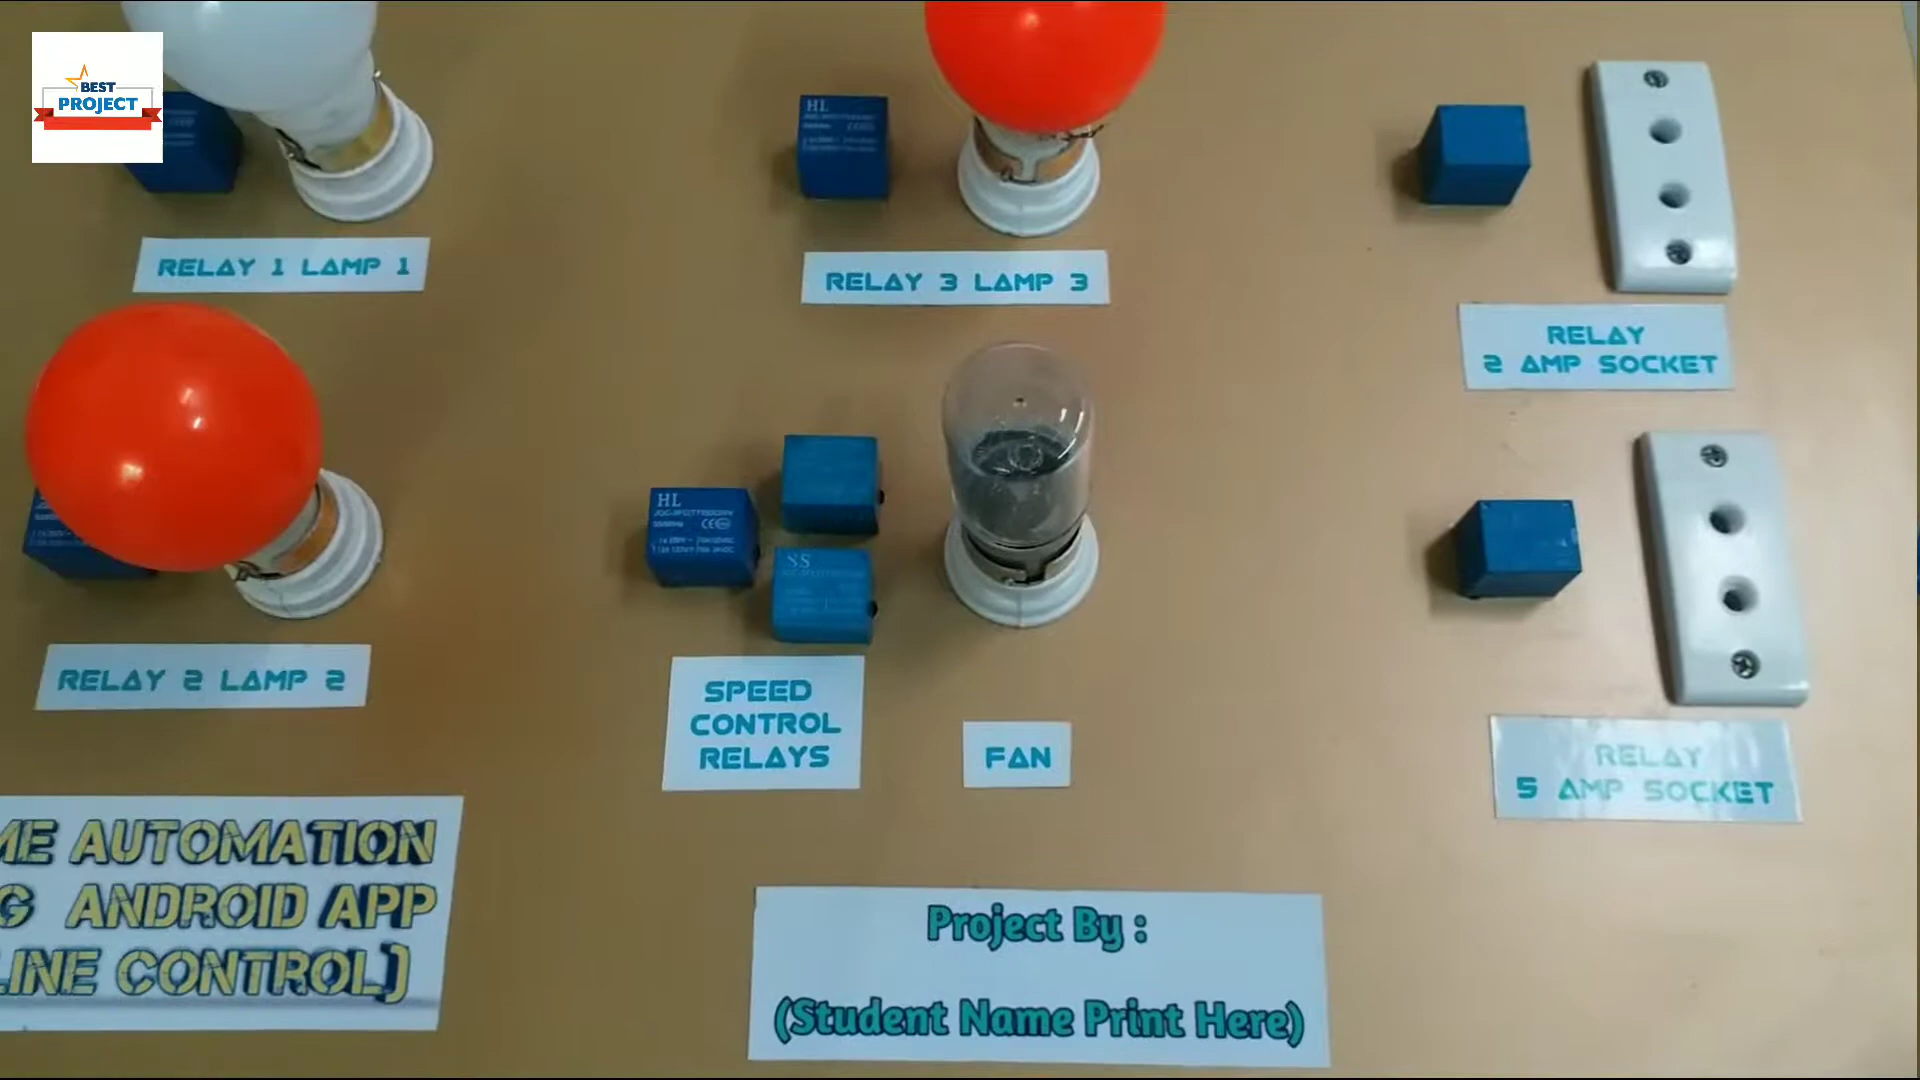 BEST
PROJECT
HL
RELAY 1 LAMP 1
RELAY 3 LAMP 3
RELAY
2 AMP SOCKET
HL
SS
RELAY 2 LAMP 2
SPEED
CONTROL
RELAYS
FAN
RELAY
5 AMP SOCKET
ME AUTOMATION
G ANDROID APP
LINE CONTROL)
Project By :
(Student Name Print Here)